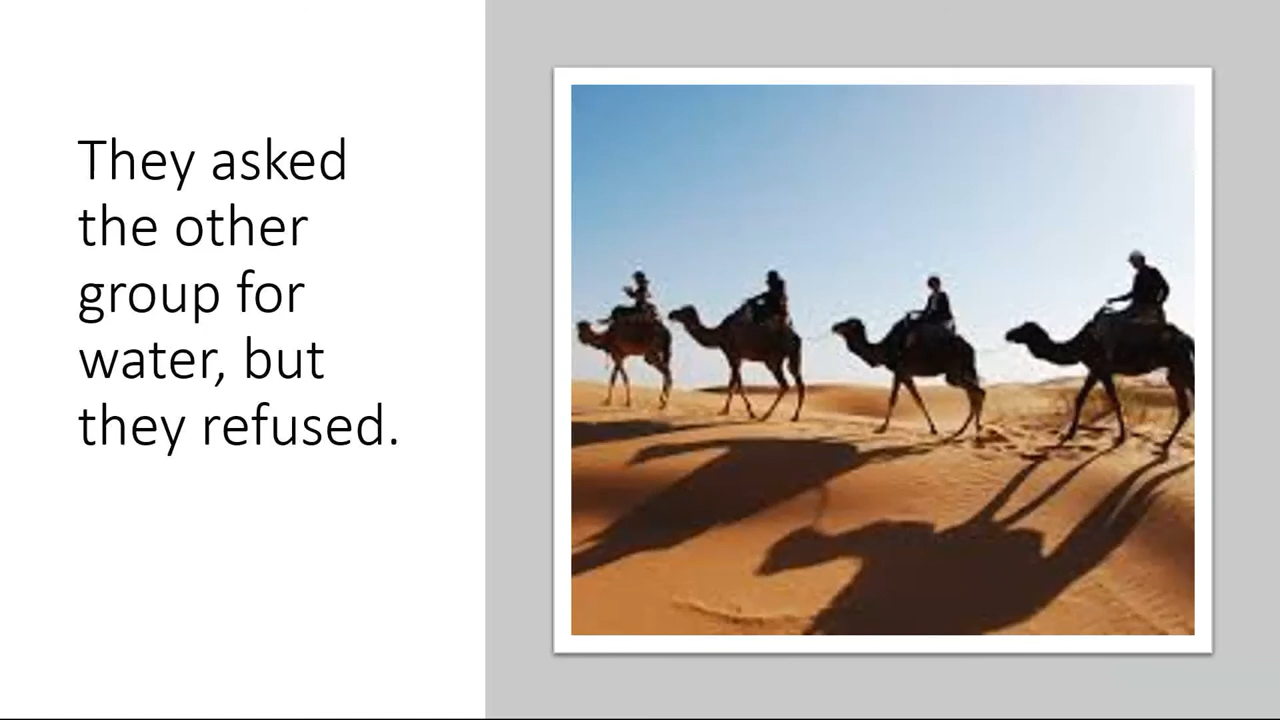 They asked
the other
group for
water, but
they refused.